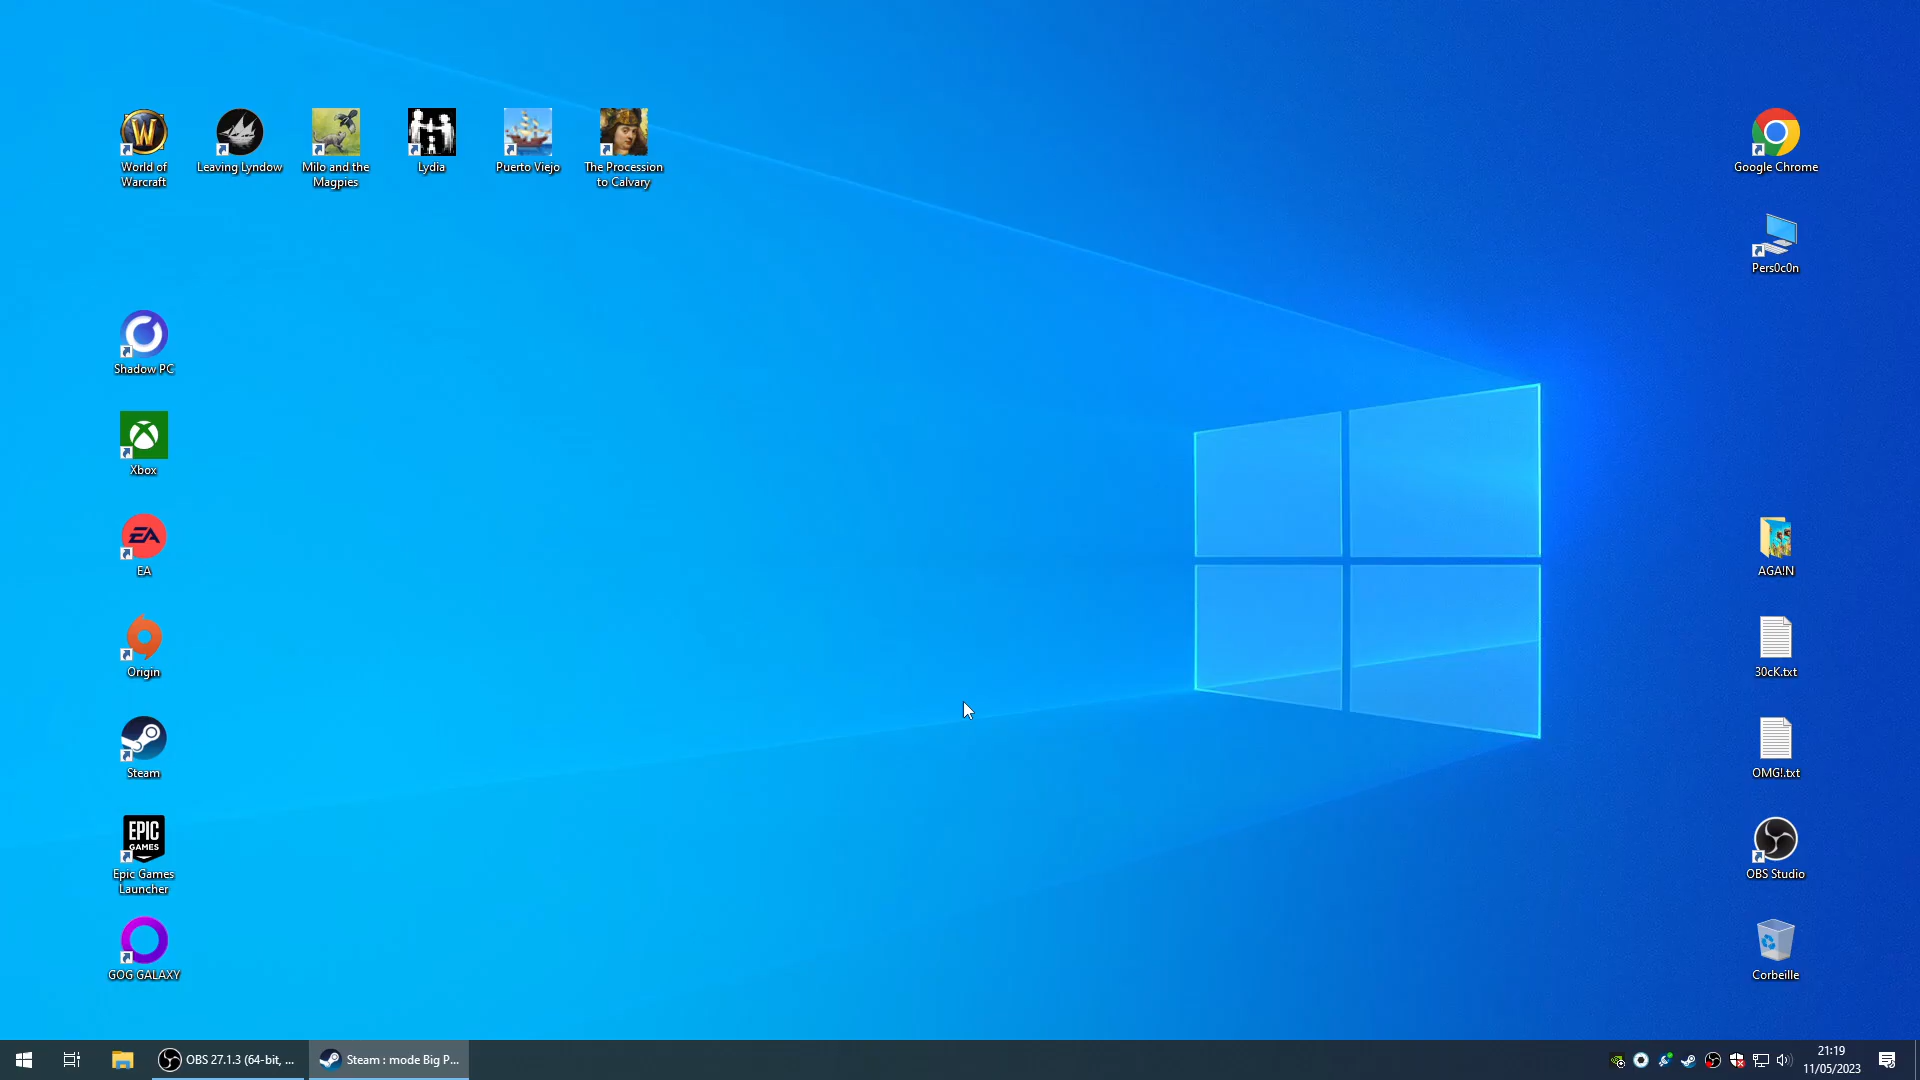 World of
Warcraft
Leaving Lyndow
Milo and the
Magpies
Lydia
Puerto Viejo
The Procession
to Calvary
Google Chrome
Pers0c0n
Shadow PC
Xbox
EA
EA
AGA!N
Origin
30cK.txt
Steam
OMG!.txt
EPIC
GAMES
Epic Games
Launcher
OBS Studio
GOG GALAXY
Corbeille
OBS 27.1.3 (64-bit, ...
Steam : mode Big P...
21:19
11/05/2023